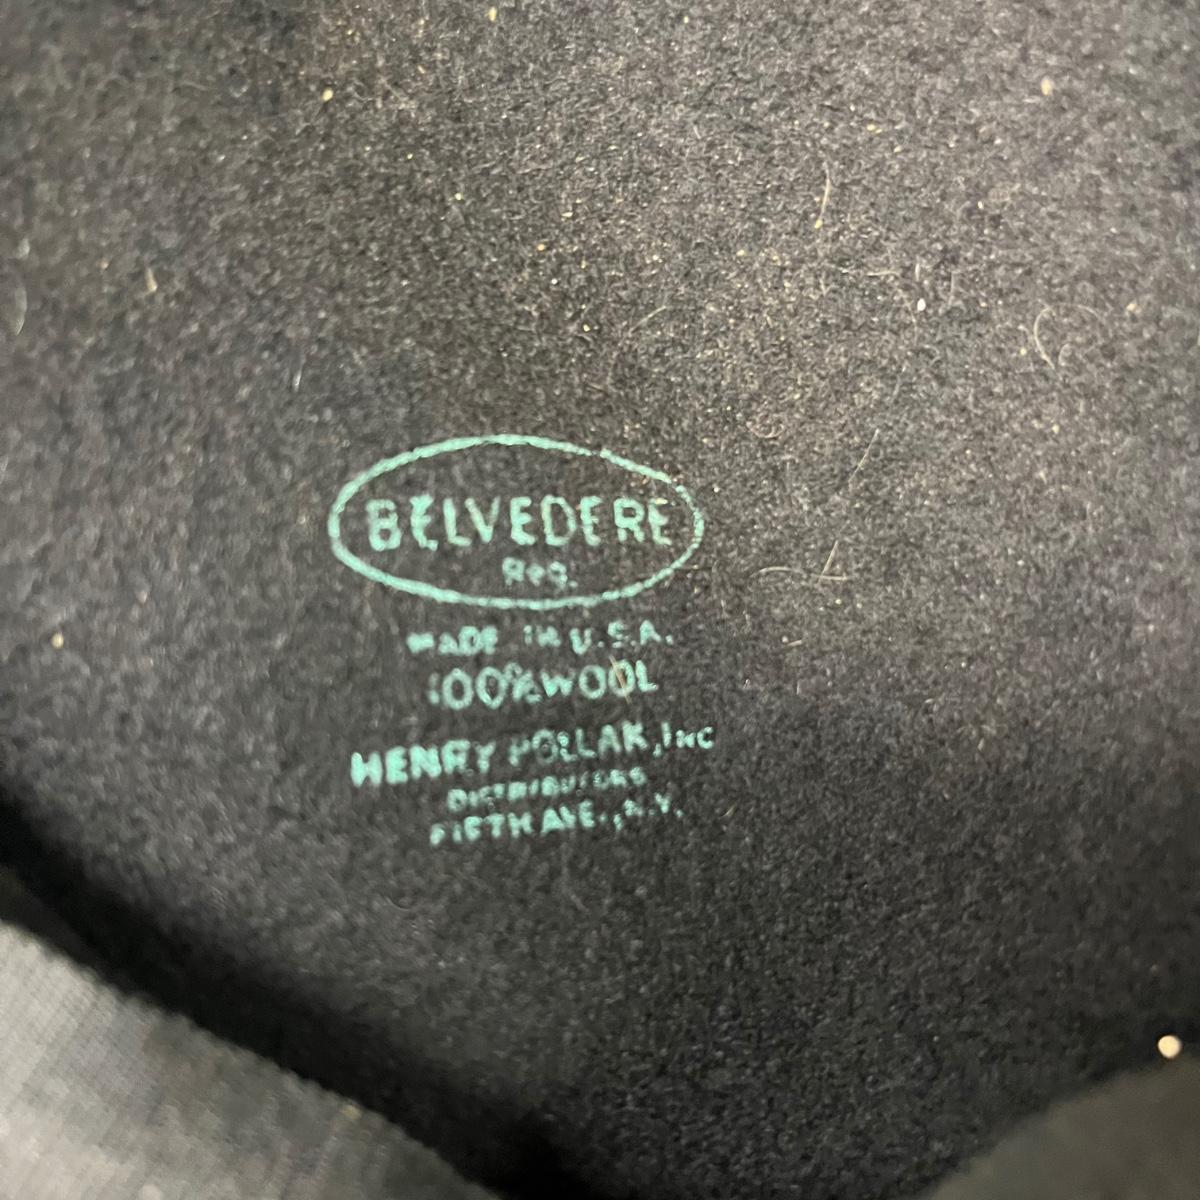 BELVEDERE
Reg.
MADE IN U.S.A.
100% WOOL
HENRY POLLAK, INC
DISTRIBUTORS
FIFTH AVE., N.Y.